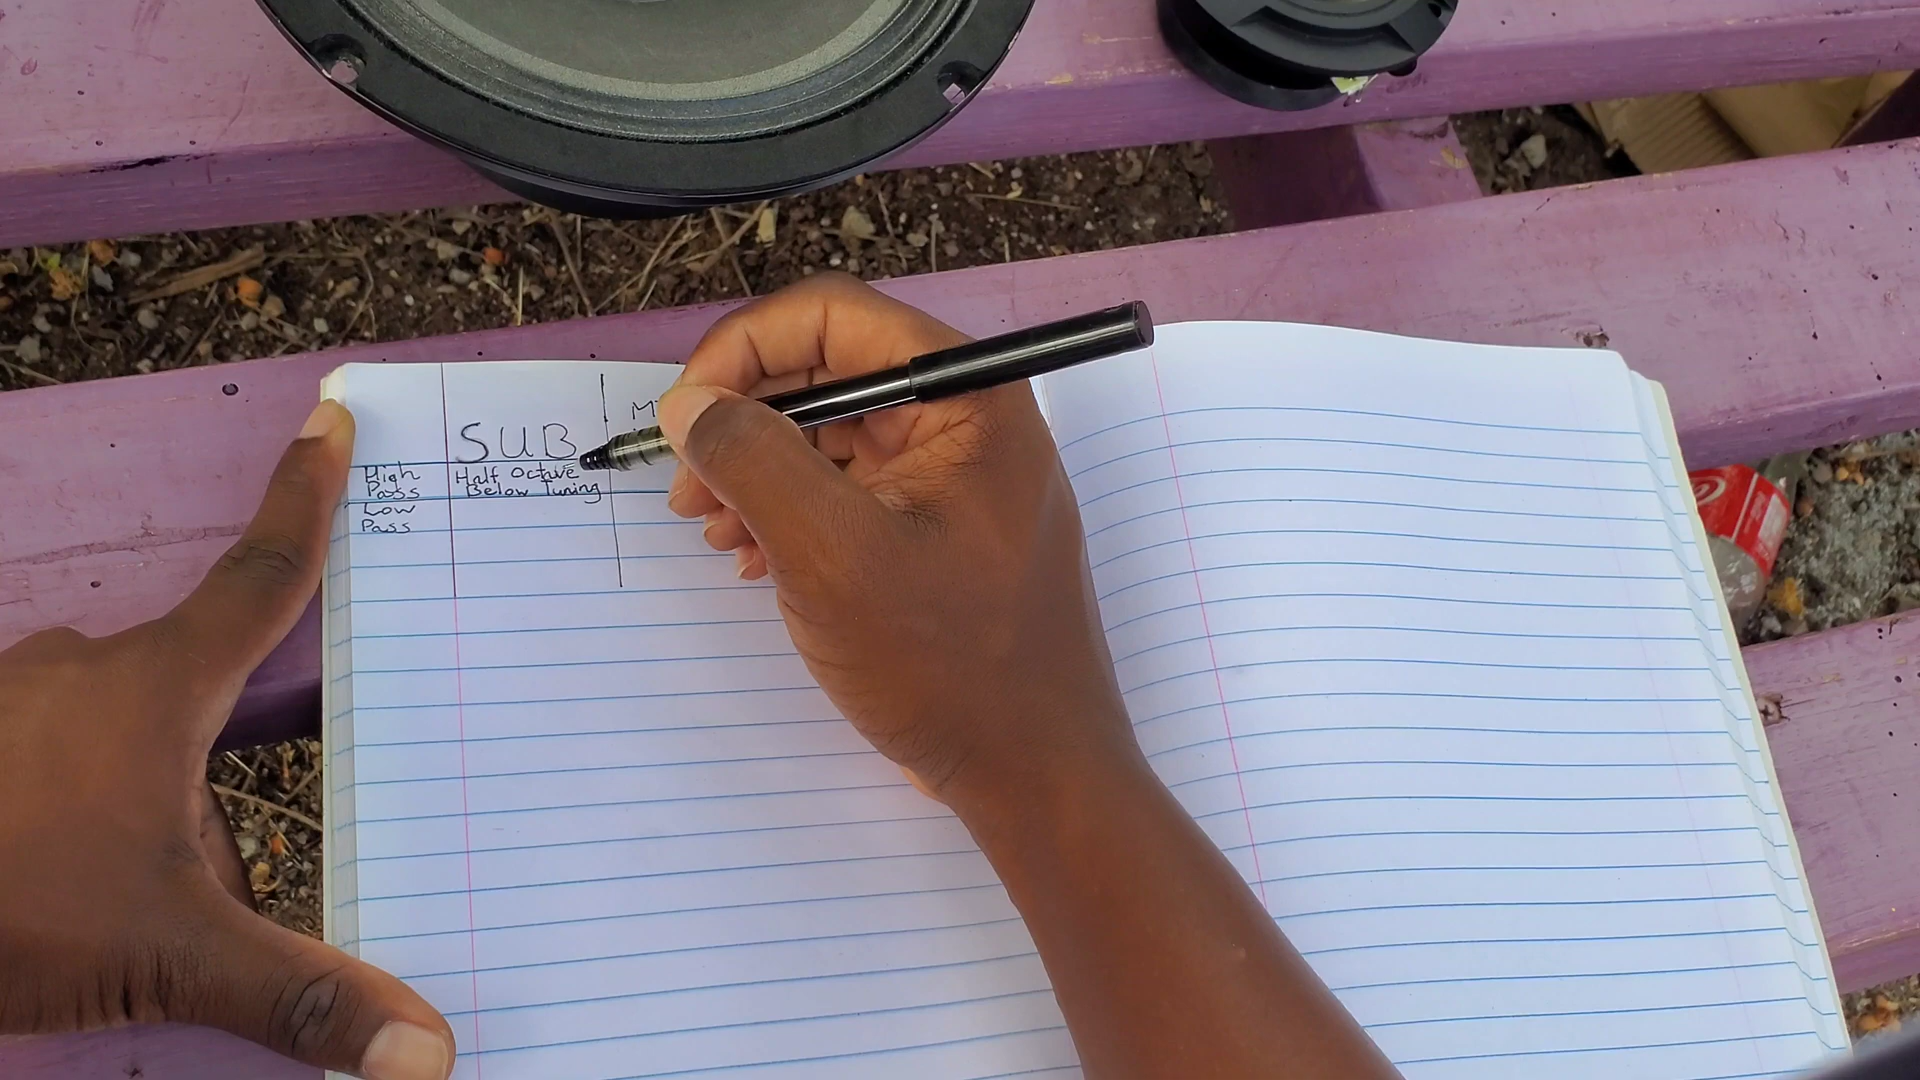 SUB
High
Pass
Half Octave
Below Tuning
Low
Pass